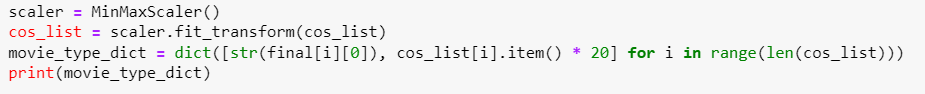 scaler = MinMaxScaler()
cos_list = scaler.fit_transform(cos_list)
movie_type_dict = dict([str(final[i][0]), cos_list[i].item() * 20] for i in range(len(cos_list)))
print(movie_type_dict)